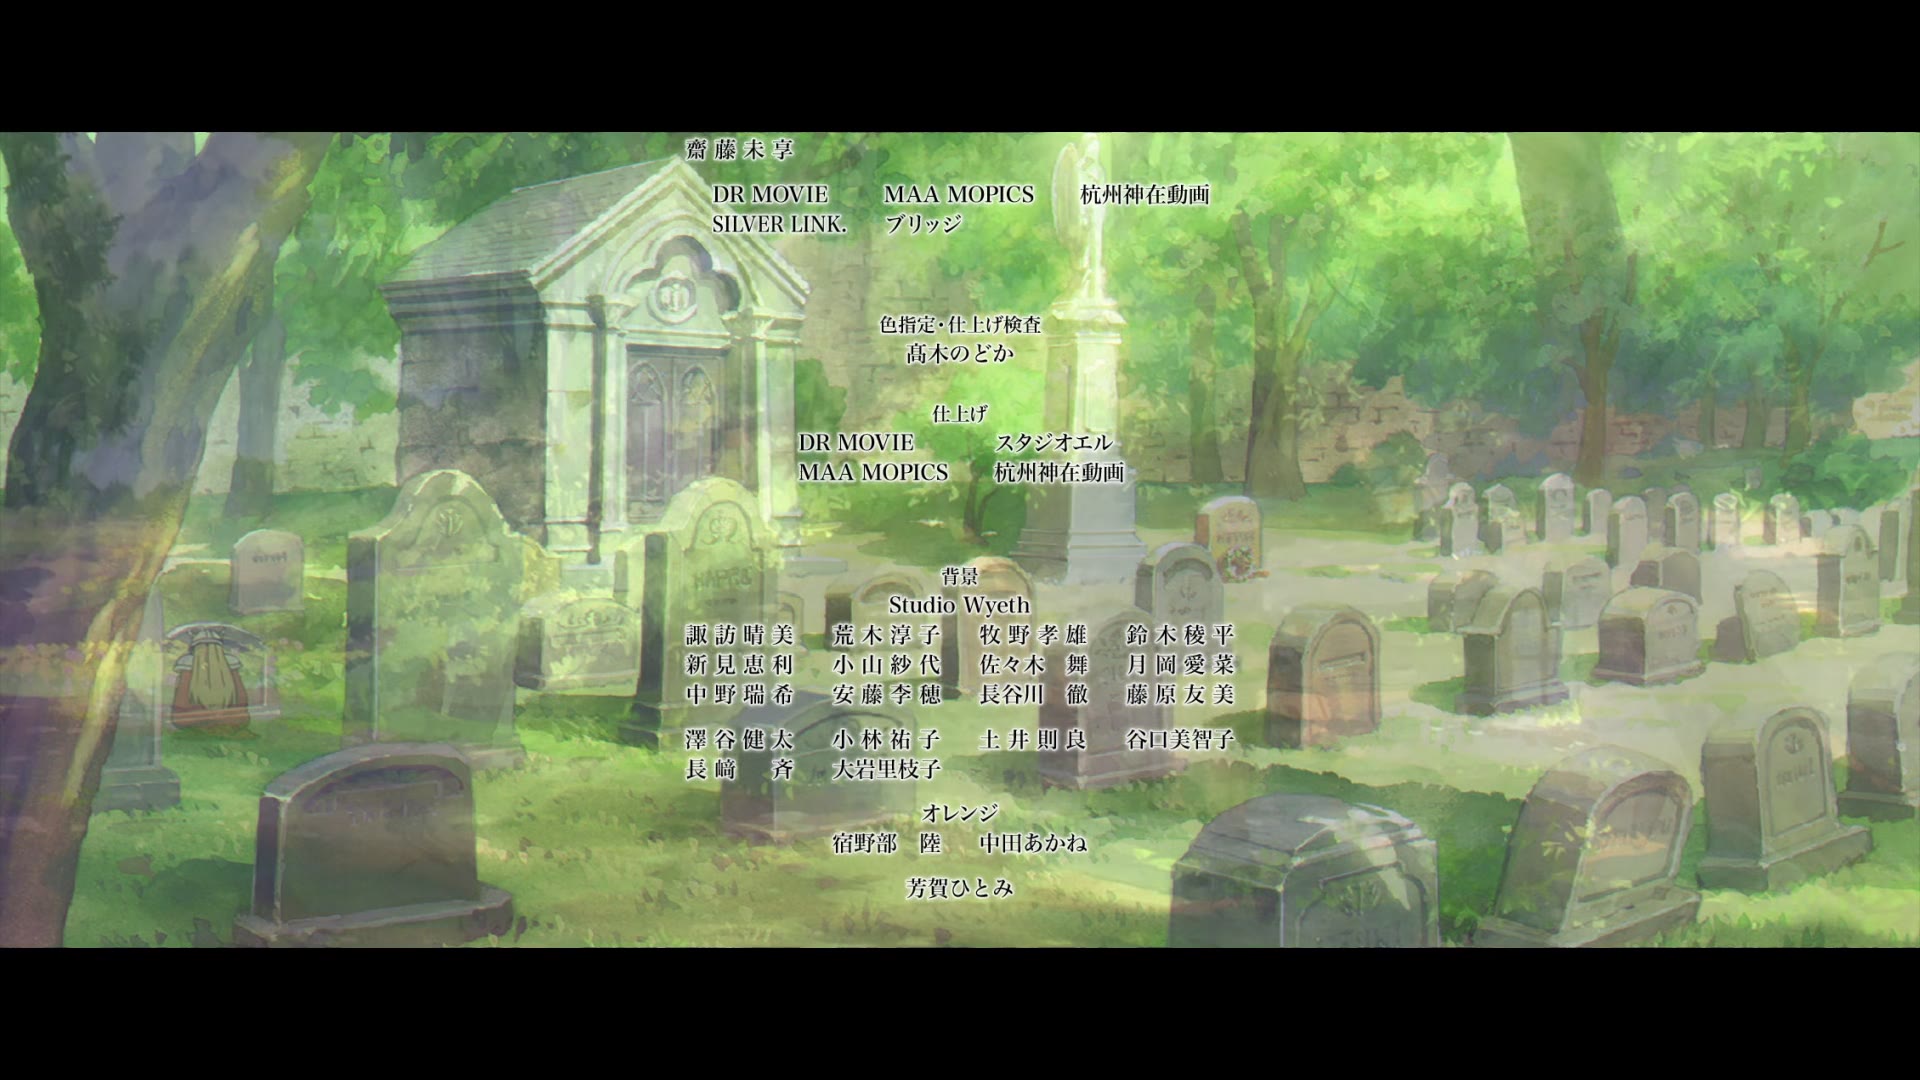 齋藤未享
DR MOVIE MAA MOPICS 杭州神在動画
SILVER LINK. ブリッジ
色指定・仕上げ検査
髙木のどか
仕上げ
DR MOVIE スタジオエル
MAA MOPICS 杭州神在動画
背景
Studio Wyeth
諏訪晴美 荒木淳子 牧野孝雄 鈴木稜平
新見恵利 小山紗代 佐々木 舞 月岡愛菜
中野瑞希 安藤李穂 長谷川 徹 藤原友美
澤谷健太 小林祐子 土井則良 谷口美智子
長﨑 斉 大岩里枝子
オレンジ
宿野部 陸 中田あかね
芳賀ひとみ